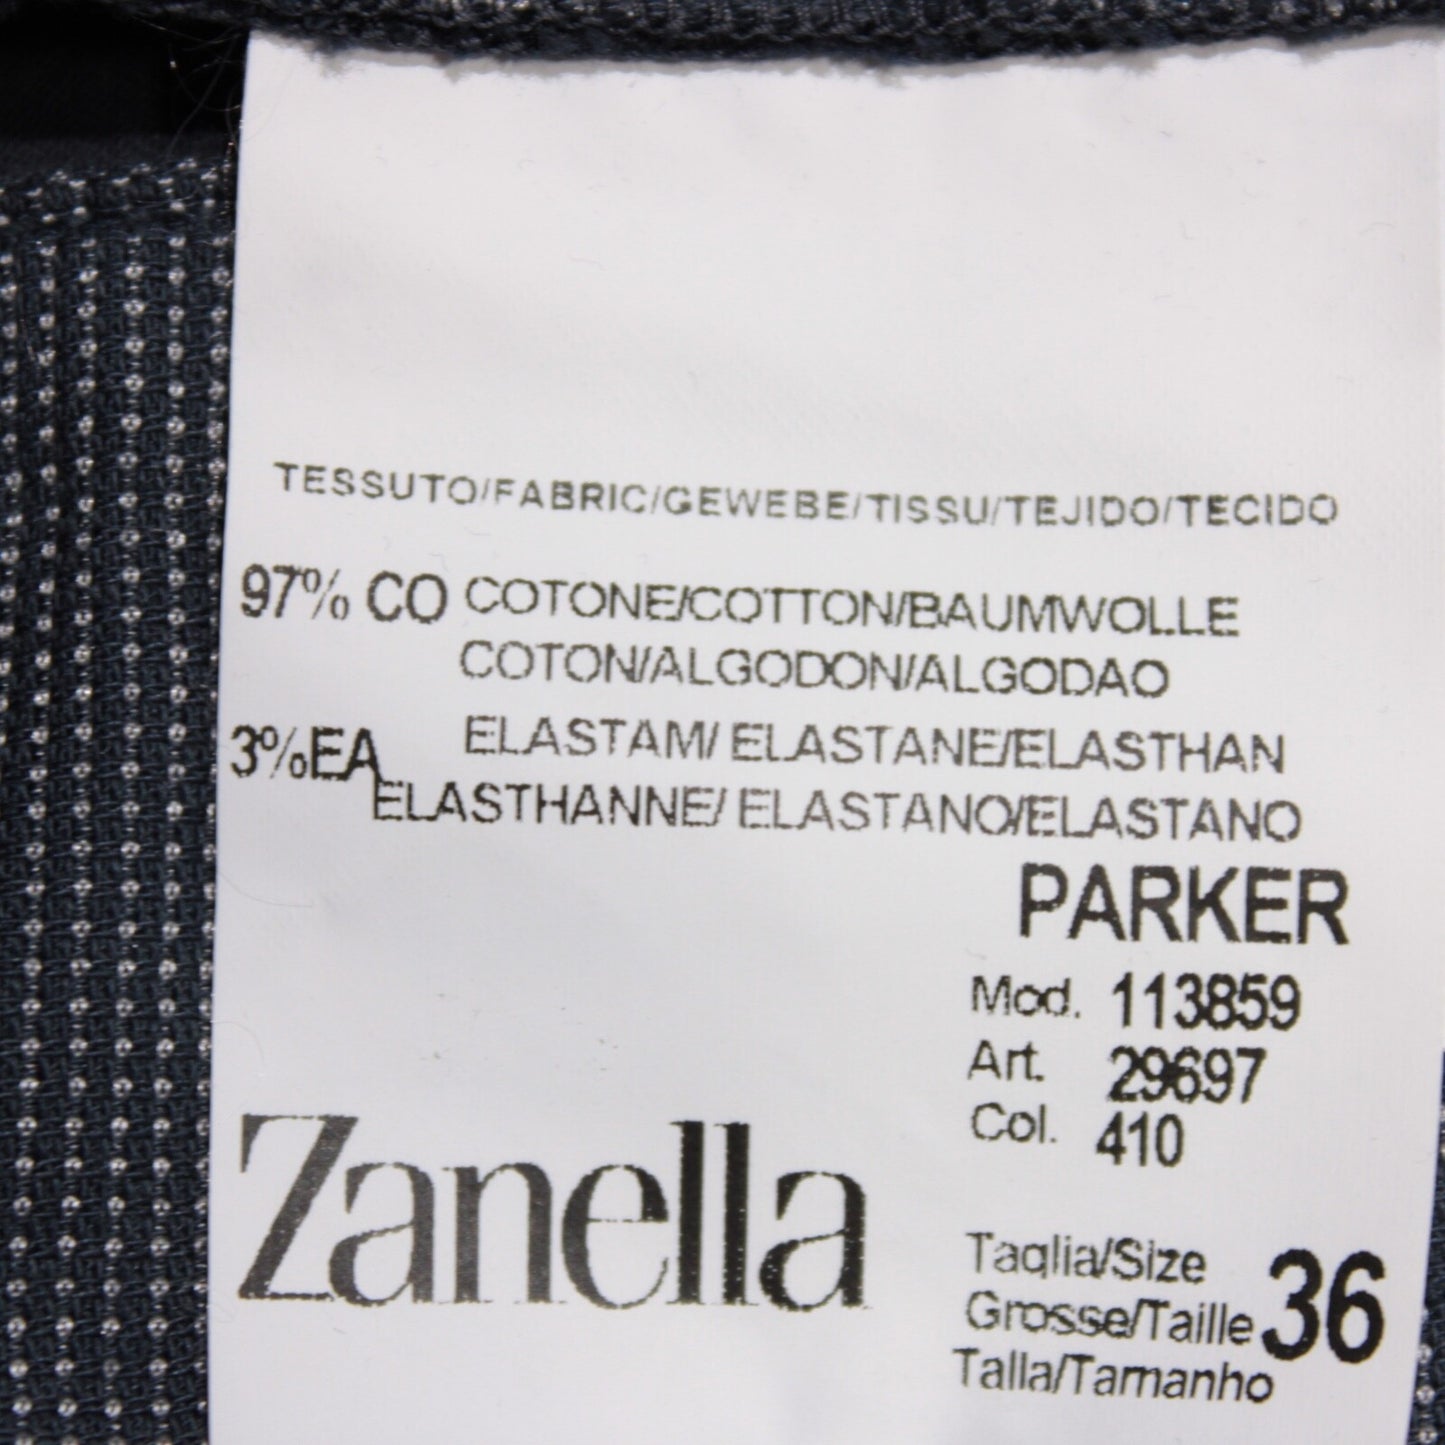 TESSUTO/FABRIC/GEWEBE/TISSU/TEJIDO/TECIDO
97% CO COTONE/COTTON/BAUMWOLLE
COTON/ALGODON/ALGODAO
3%EA ELASTAM/ ELASTANE/ELASTHAN
ELASTHANNE/ ELASTANO/ELASTANO
PARKER
Mod. 113859
Art. 29697
Col. 410
Zanella
Taglia/Size
Grosse/Taille 36
Talla/Tamanho